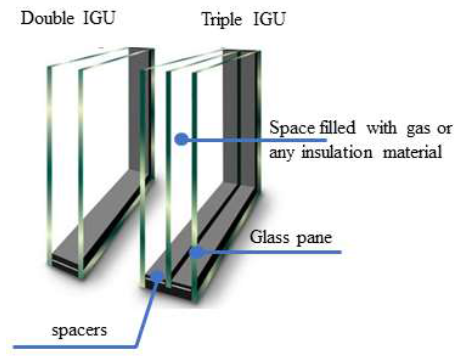 Double IGU
Triple IGU
Space filled with gas or
any insulation material
Glass pane
spacers